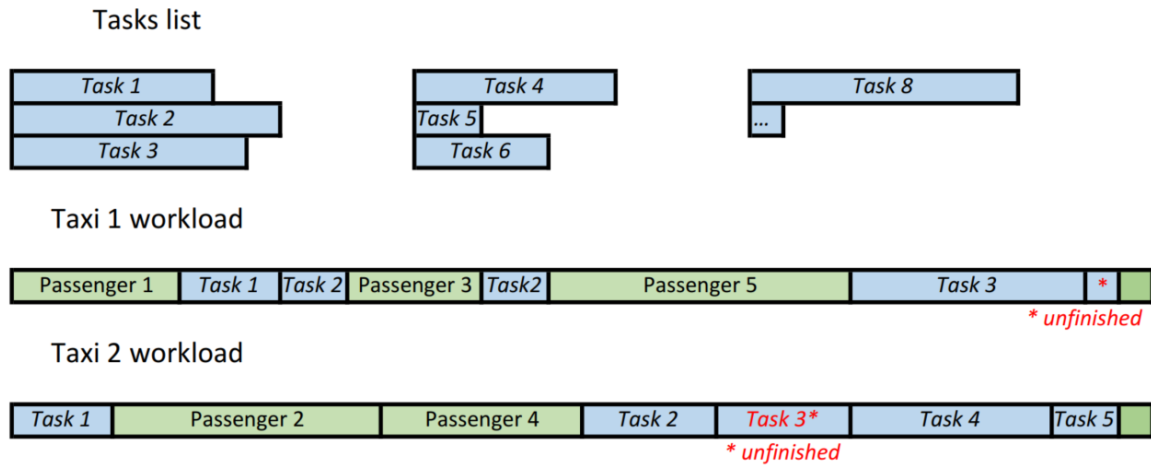 Tasks list
Task 1 Task 4 Task 8
Task 2 Task 5 ...
Task 3 Task 6
Taxi 1 workload
Passenger 1 Task 1 Task 2 Passenger 3 Task2 Passenger 5 Task 3 *
* unfinished
Taxi 2 workload
Task 1 Passenger 2 Passenger 4 Task 2 Task 3* Task 4 Task 5
* unfinished